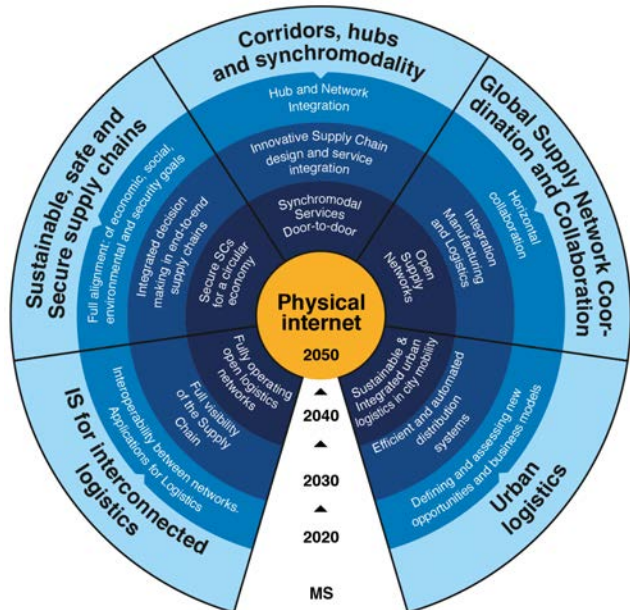 Corridors, hubs
and synchromodality
Hub and Network
Integration
Innovative Supply Chain
design and service
integration
Synchromodal
Services
Door-to-door
Global Supply Network Coor-
dination and Collaboration
Horizontal
collaboration
Integration
Manufacturing
and Logistics
Open
Supply
Networks
Urban
logistics
Defining and assessing new
opportunities and business models
Efficient and automated
distribution
systems
Sustainable &
Integrated urban
logistics in city mobility
IS for interconnected
logistics
Interoperability between networks.
Applications for Logistics
Full visibility
of the Supply
Chain
Fully operating
open logistics
networks
Sustainable, safe and
Secure supply chains
Full alignment: of economic, social,
environmental and security goals
Integrated decision
making in end-to-end
supply chains
Secure SCs
for a circular
economy
Physical
internet
2050
2040
2030
2020
MS